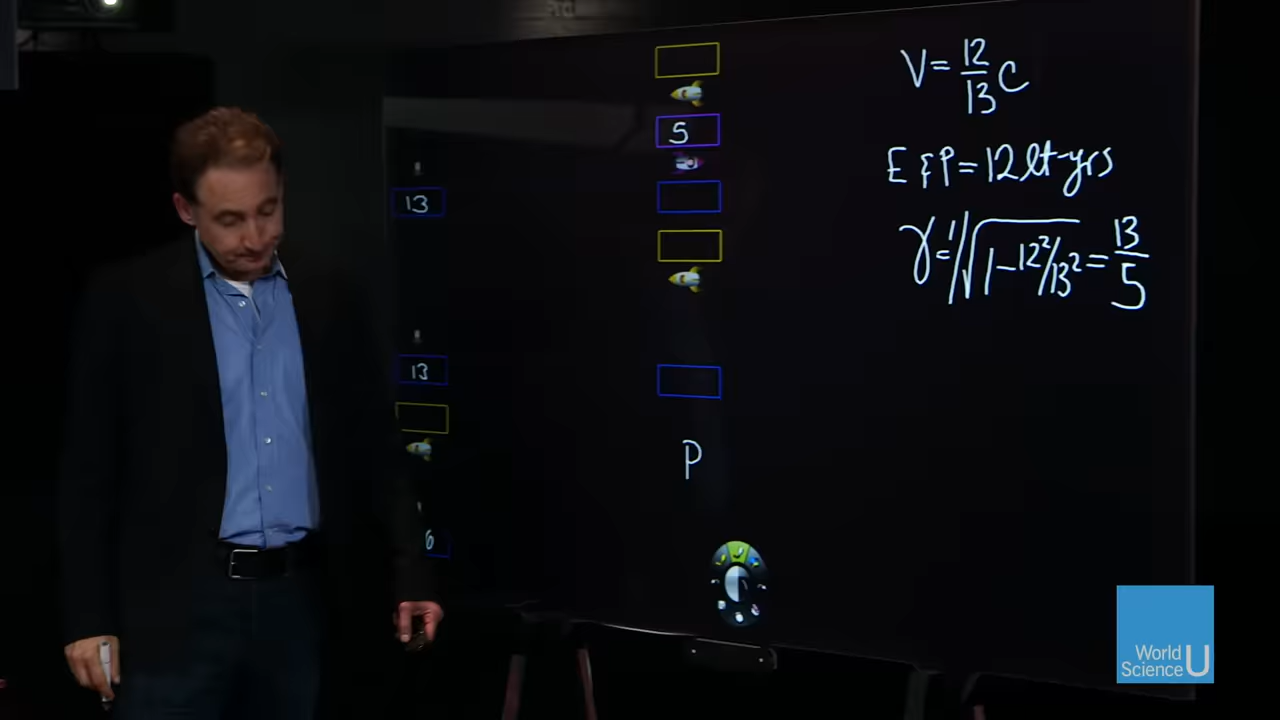 V = 12/13 C
E & P = 12 lt-yrs
γ = 1/√1 - 12²/13² = 13/5
5
13
13
6
P
World
Science U